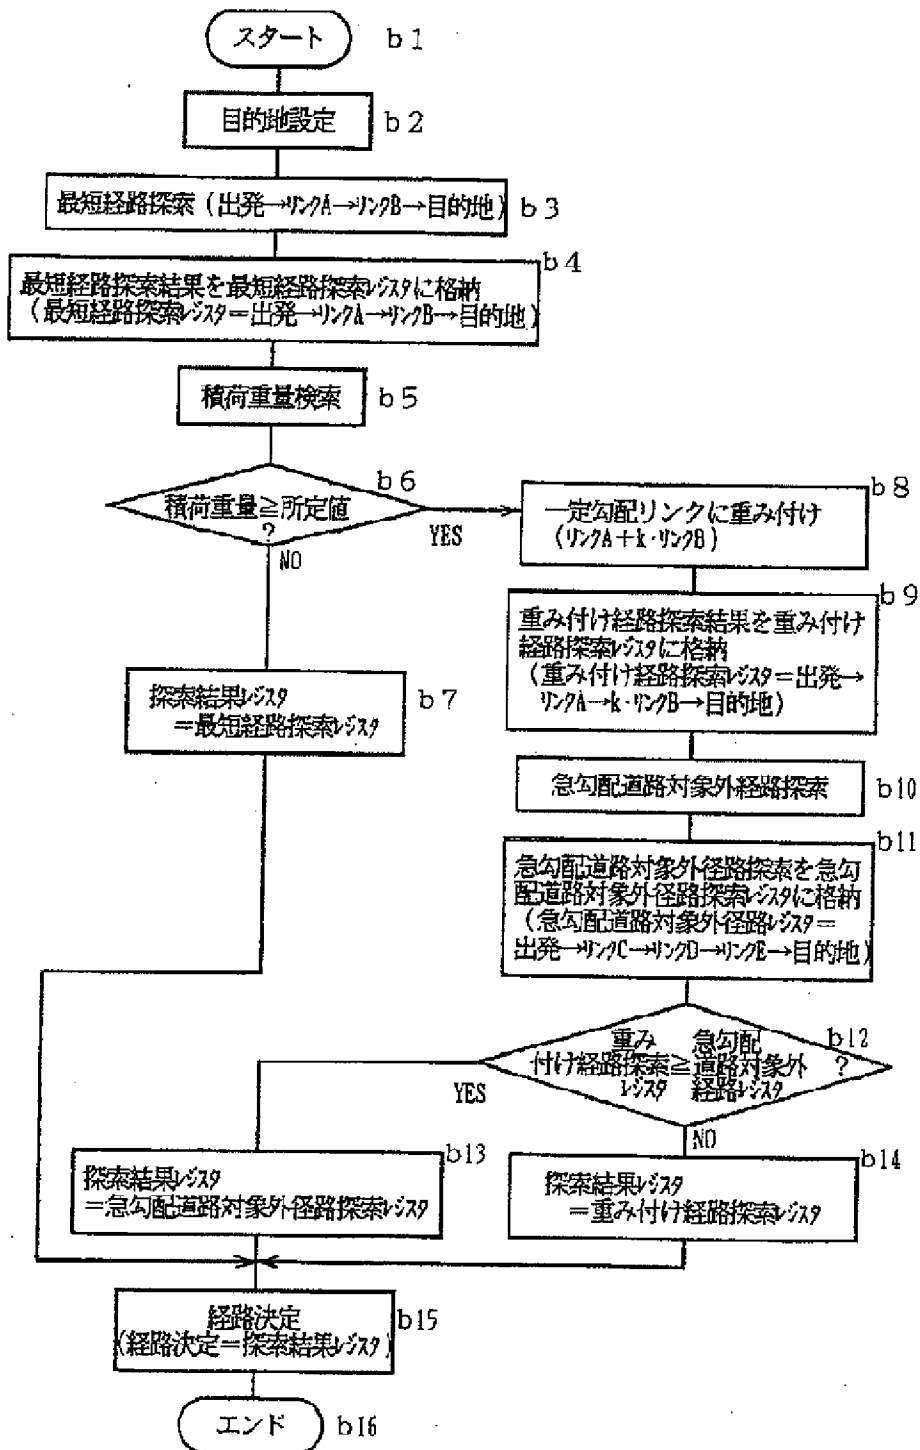 スタート b1
目的地設定 b2
最短経路探索(出発→リンクA→リンクB→目的地) b3
b4
最短経路探索結果を最短経路探索レジスタに格納
(最短経路探索レジスタ=出発→リンクA→リンクB→目的地)
積荷重量検索 b5
b6
積荷重量≧所定値
?
YES
NO
b8
一定勾配リンクに重み付け
(リンクA+k・リンクB)
b9
重み付け経路探索結果を重み付け
経路探索レジスタに格納
(重み付け経路探索レジスタ=出発→
リンクA→k・リンクB→目的地)
探索結果レジスタ b7
=最短経路探索レジスタ
急勾配道路対象外経路探索 b10
b11
急勾配道路対象外径路探索を急勾
配道路対象外径路探索レジスタに格納
(急勾配道路対象外径路レジスタ=
出発→リンクC→リンクD→リンクE→目的地)
重み 急勾配 b12
付け経路探索≧道路対象外 ?
レジスタ 経路レジスタ
YES
NO
b13
探索結果レジスタ
=急勾配道路対象外径路探索レジスタ
b14
探索結果レジスタ
=重み付け経路探索レジスタ
経路決定 b15
(経路決定=探索結果レジスタ)
エンド b16